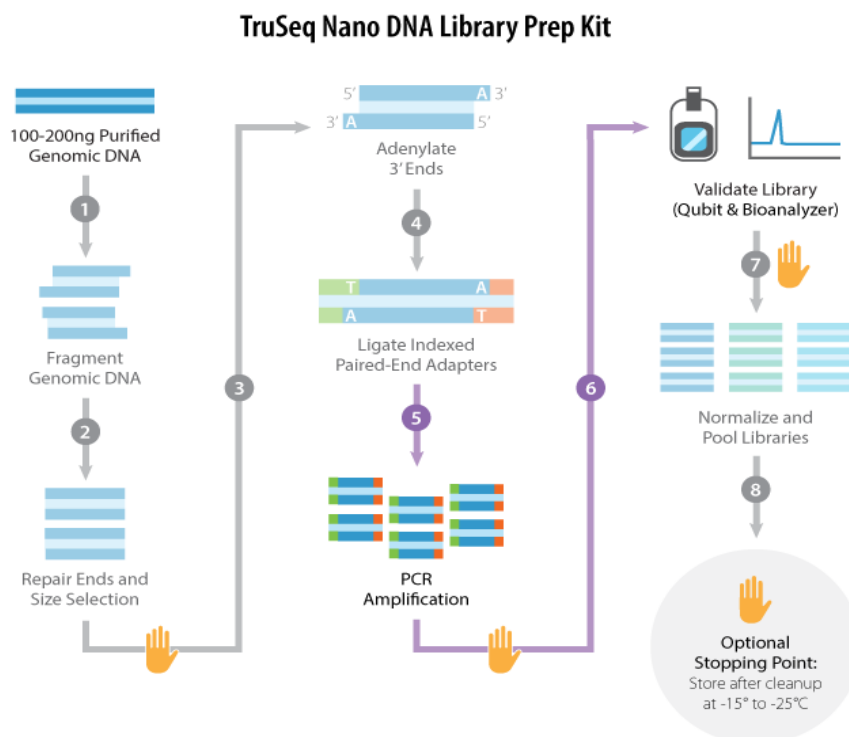 TruSeq Nano DNA Library Prep Kit
100-200ng Purified
Genomic DNA
1
Fragment
Genomic DNA
2
Repair Ends and
Size Selection
3
5′ A 3′
3′ A 5′
Adenylate
3′ Ends
4
T A
A T
Ligate Indexed
Paired-End Adapters
5
PCR
Amplification
6
Validate Library
(Qubit & Bioanalyzer)
7
Normalize and
Pool Libraries
8
Optional
Stopping Point:
Store after cleanup
at -15° to -25°C